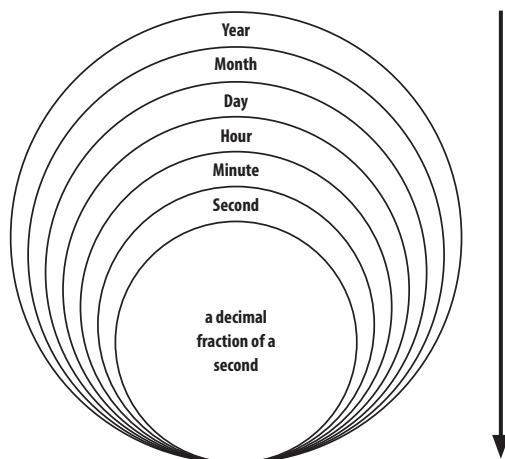 Year
Month
Day
Hour
Minute
Second
a decimal
fraction of a
second